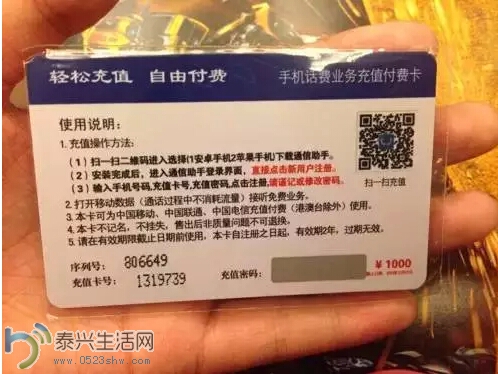 轻松充值 自由付费
手机话费业务充值付费卡
使用说明：
1.充值操作方法：
（1）扫一扫二维码进入选择(1安卓手机2苹果手机)下载通信助手。
（2）安装完成后，进入通信助手登录界面，直接点击新用户注册。
（3）输入手机号码,充值卡号,充值密码,点击注册,请谨记或修改密码。
扫一扫充值
2.打开移动数据（通话过程中不消耗流量）接听免费业务。
3.本卡可为中国移动、中国联通、中国电信充值付费（港澳台除外）使用。
4.本卡不记名，不挂失，售出后非质量问题不可退换。
5.请在有效期限截止日期前使用，本卡自注册之日起，有效期2年，过期无效。
序列号： 806649
充值卡号： 1319739
充值密码：
¥1000
泰兴生活网
www.0523shw.com